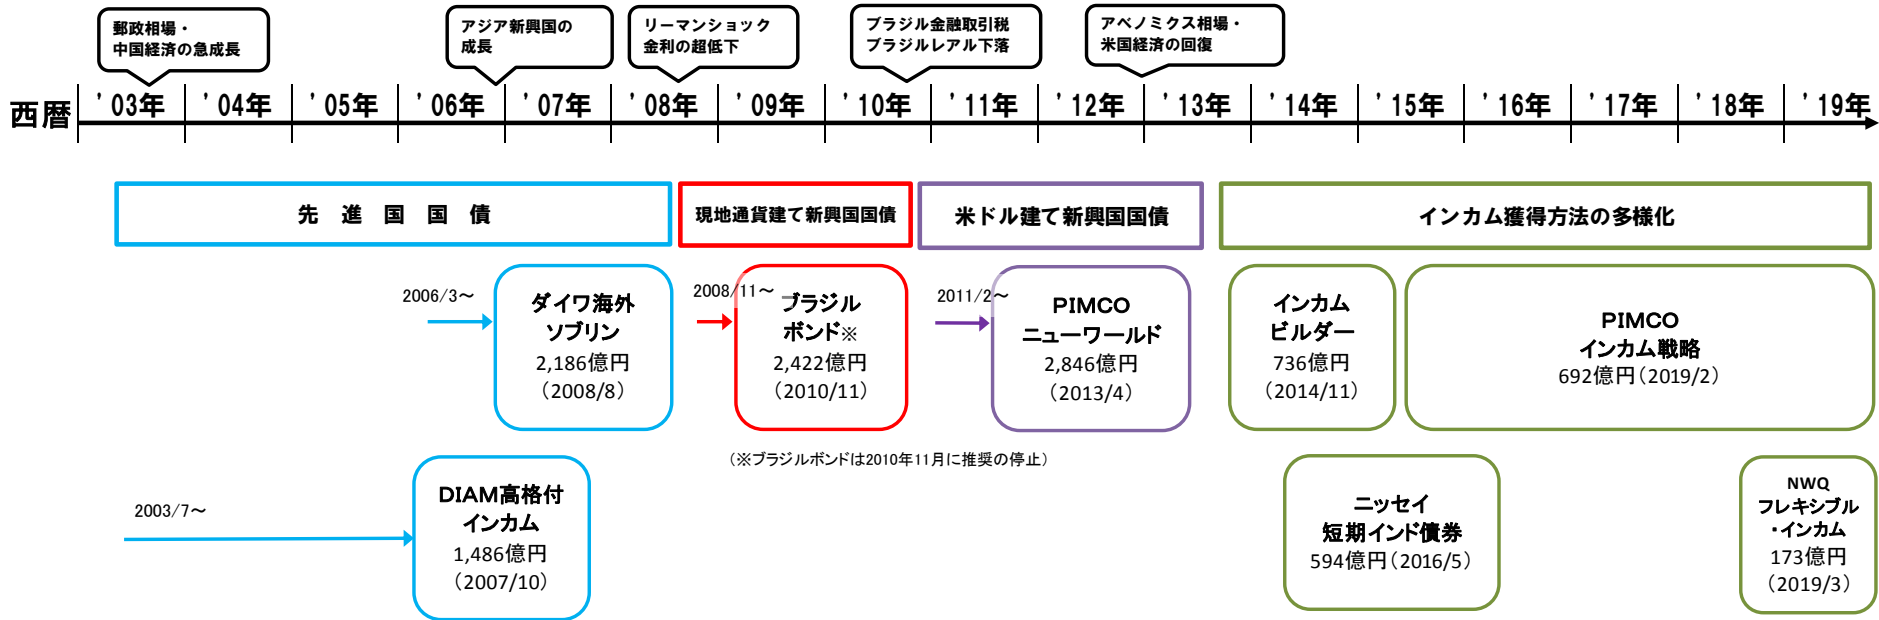 郵政相場・
中国経済の急成長
アジア新興国の
成長
リーマンショック
金利の超低下
ブラジル金融取引税
ブラジルレアル下落
アベノミクス相場・
米国経済の回復
西暦 '03年 '04年 '05年 '06年 '07年 '08年 '09年 '10年 '11年 '12年 '13年 '14年 '15年 '16年 '17年 '18年 '19年
先進国国債
現地通貨建て新興国国債
米ドル建て新興国国債
インカム獲得方法の多様化
2006/3～
ダイワ海外
ソブリン
2,186億円
（2008/8）
2008/11～
ブラジル
ボンド※
2,422億円
（2010/11）
2011/2～
PIMCO
ニューワールド
2,846億円
（2013/4）
インカム
ビルダー
736億円
（2014/11）
PIMCO
インカム戦略
692億円（2019/2）
（※ブラジルボンドは2010年11月に推奨の停止）
2003/7～
DIAM高格付
インカム
1,486億円
（2007/10）
ニッセイ
短期インド債券
594億円（2016/5）
NWQ
フレキシブル
・インカム
173億円
（2019/3）